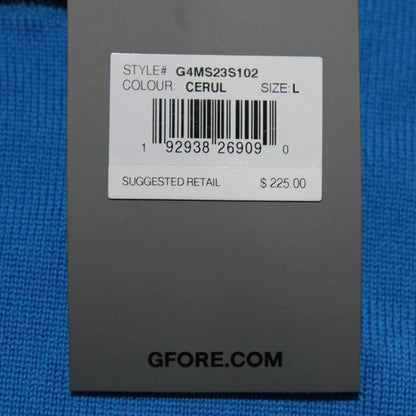 STYLE# G4MS23S102
COLOUR: CERUL SIZE: L
1 92938 26909 0
SUGGESTED RETAIL $ 225.00
GFORE.COM